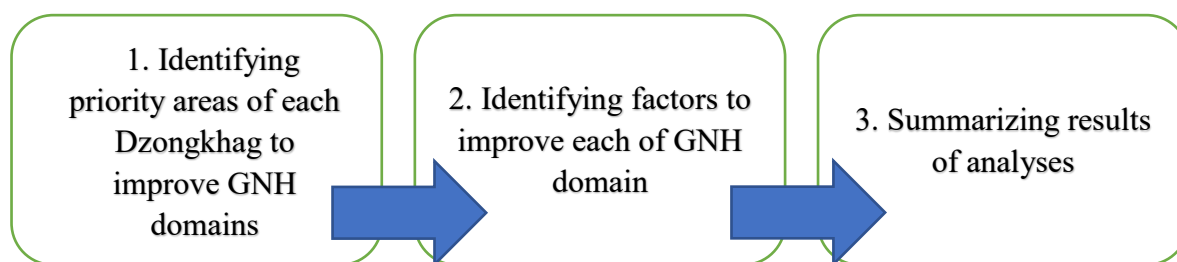 1. Identifying
priority areas of each
Dzongkhag to
improve GNH
domains
2. Identifying factors to
improve each of GNH
domain
3. Summarizing results
of analyses